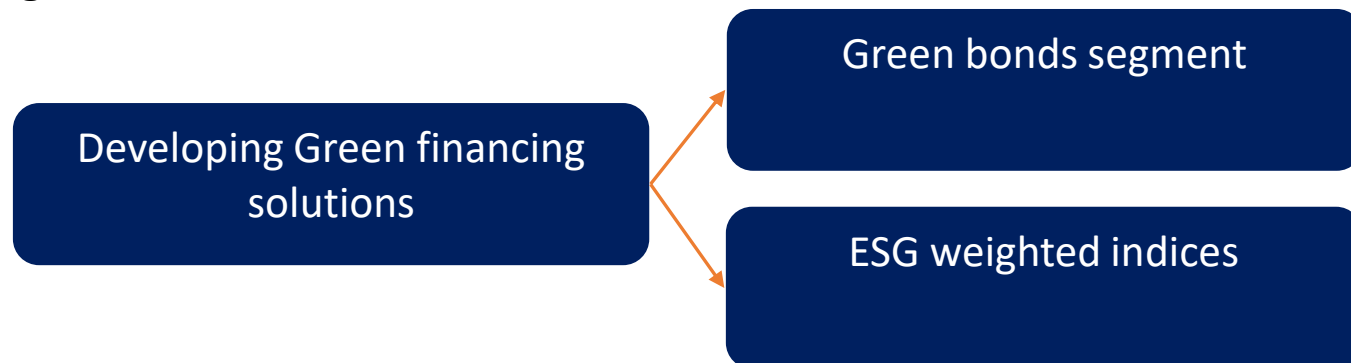 Developing Green financing
solutions
Green bonds segment
ESG weighted indices